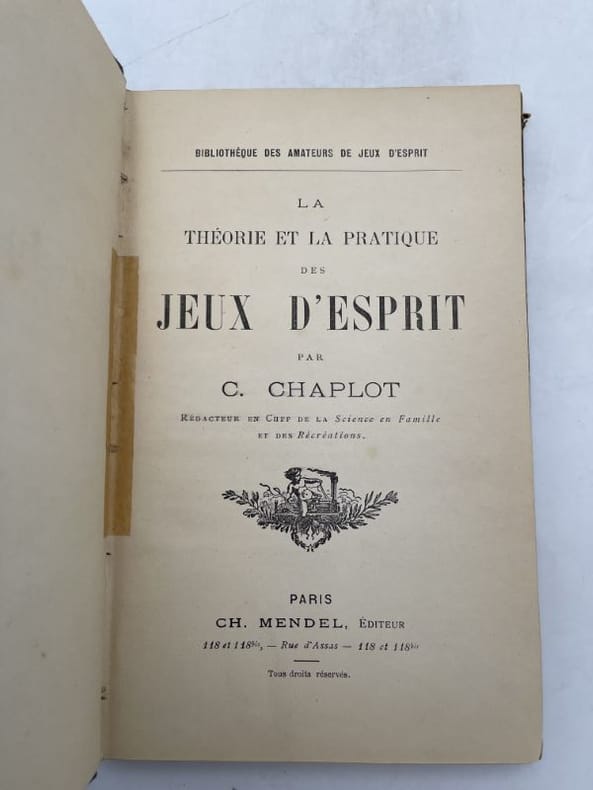 BIBLIOTHÈQUE DES AMATEURS DE JEUX D'ESPRIT
LA
THÉORIE ET LA PRATIQUE
DES
JEUX D'ESPRIT
PAR
C. CHAPLOT
RÉDACTEUR EN CHEF DE LA Science en Famille
ET DES Récréations.
PARIS
CH. MENDEL, ÉDITEUR
118 et 118bis, — Rue d'Assas — 118 et 118bis
Tous droits réservés.